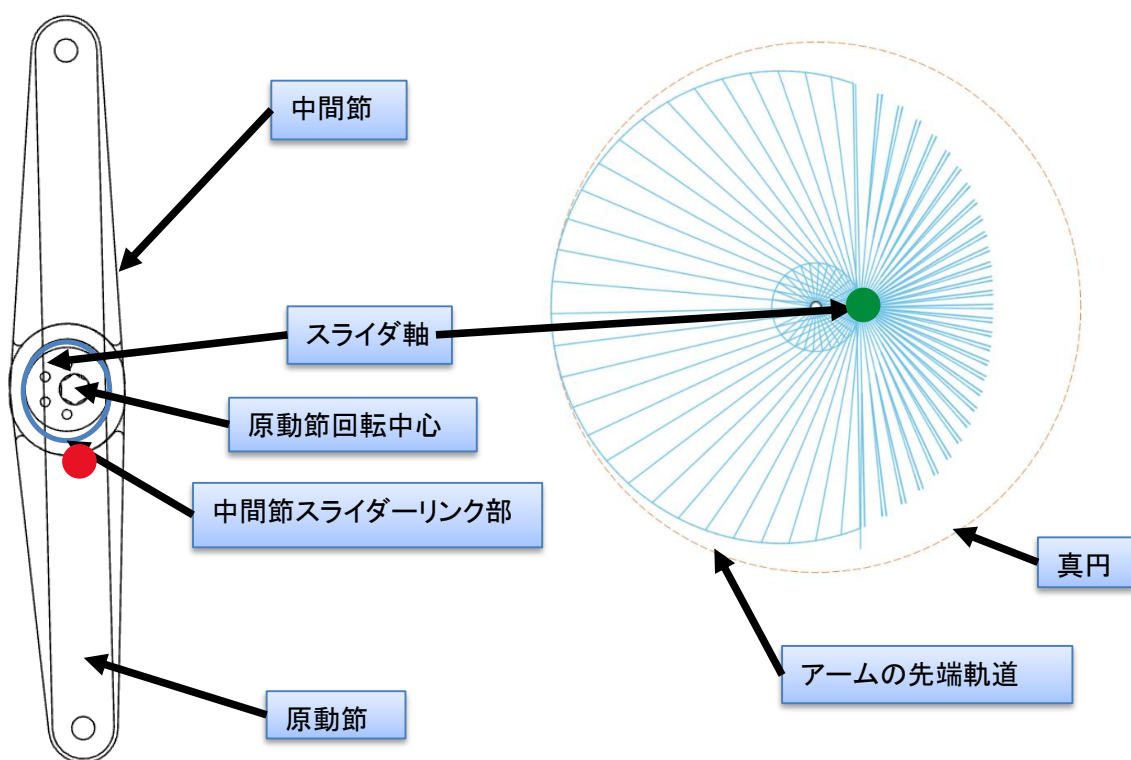 中間節
スライダ軸
原動節回転中心
中間節スライダーリンク部
真円
アームの先端軌道
原動節